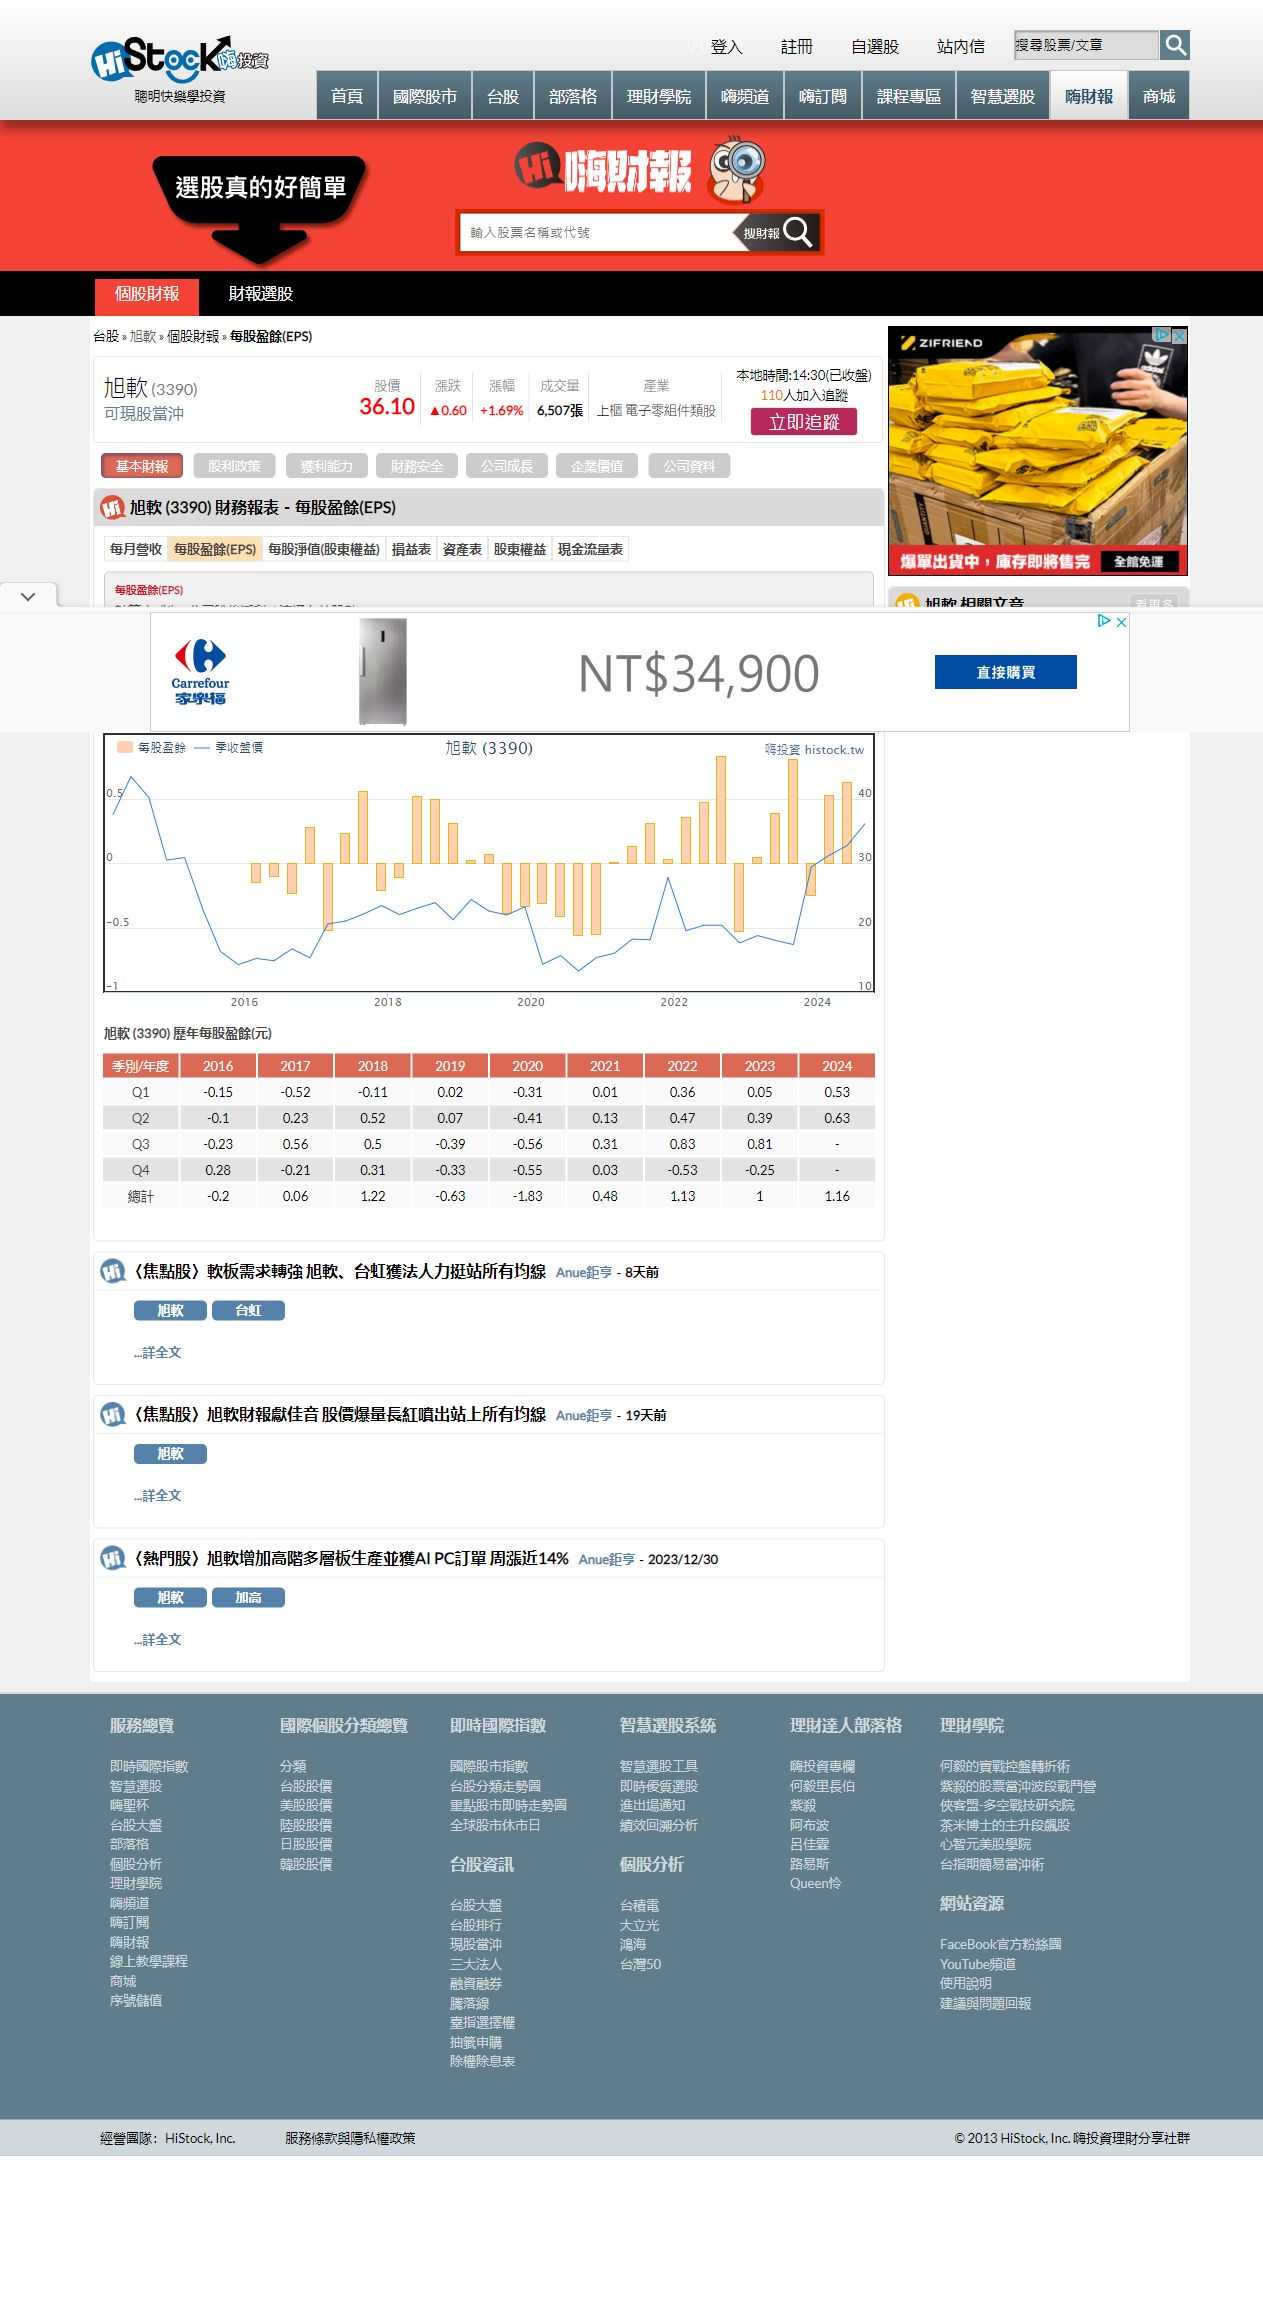 HiStock嗨投資
聰明快樂學投資
登入 註冊 自選股 站內信 搜尋股票/文章
首頁 國際股市 台股 部落格 理財學院 嗨頻道 嗨訂閱 課程專區 智慧選股 嗨財報 商城
選股真的好簡單
Hi 嗨財報
輸入股票名稱或代號 搜財報
個股財報 財報選股
台股 » 旭軟 » 個股財報 » 每股盈餘(EPS)
旭軟 (3390)
可現股當沖
股價 漲跌 漲幅 成交量 產業
36.10 ▲0.60 +1.69% 6,507張 上櫃 電子零組件類股
本地時間:14:30(已收盤)
110人加入追蹤
立即追蹤
基本財報 股利政策 獲利能力 財務安全 公司成長 企業價值 公司資料
Hi 旭軟 (3390) 財務報表 - 每股盈餘(EPS)
每月營收 每股盈餘(EPS) 每股淨值(股東權益) 損益表 資產表 股東權益 現金流量表
每股盈餘(EPS)
ZIFRIEND
爆單出貨中，庫存即將售完 全館免運
旭軟 相關文章 看更多
Carrefour
家樂福
NT$34,900
直接購買
每股盈餘 季收盤價 旭軟 (3390) 嗨投資 histock.tw
0.5 40
0 30
-0.5 20
-1 10
2016 2018 2020 2022 2024
旭軟 (3390) 歷年每股盈餘(元)
季別/年度 2016 2017 2018 2019 2020 2021 2022 2023 2024
Q1 -0.15 -0.52 -0.11 0.02 -0.31 0.01 0.36 0.05 0.53
Q2 -0.1 0.23 0.52 0.07 -0.41 0.13 0.47 0.39 0.63
Q3 -0.23 0.56 0.5 -0.39 -0.56 0.31 0.83 0.81 -
Q4 0.28 -0.21 0.31 -0.33 -0.55 0.03 -0.53 -0.25 -
總計 -0.2 0.06 1.22 -0.63 -1.83 0.48 1.13 1 1.16
Hi 〈焦點股〉軟板需求轉強 旭軟、台虹獲法人力挺站所有均線 Anue鉅亨 - 8天前
旭軟 台虹
...詳全文
Hi 〈焦點股〉旭軟財報獻佳音 股價爆量長紅噴出站上所有均線 Anue鉅亨 - 19天前
旭軟
...詳全文
Hi 〈熱門股〉旭軟增加高階多層板生產並獲AI PC訂單 周漲近14% Anue鉅亨 - 2023/12/30
旭軟 加高
...詳全文
服務總覽
即時國際指數
智慧選股
嗨聖杯
台股大盤
部落格
個股分析
理財學院
嗨頻道
嗨訂閱
嗨財報
線上教學課程
商城
序號儲值
國際個股分類總覽
分類
台股股價
美股股價
陸股股價
日股股價
韓股股價
即時國際指數
國際股市指數
台股分類走勢圖
重點股市即時走勢圖
全球股市休市日
台股資訊
台股大盤
台股排行
現股當沖
三大法人
融資融券
騰落線
臺指選擇權
抽籤申購
除權除息表
智慧選股系統
智慧選股工具
即時優質選股
進出場通知
績效回溯分析
個股分析
台積電
大立光
鴻海
台灣50
理財達人部落格
嗨投資專欄
何毅里長伯
紫殺
阿布波
呂佳霖
路易斯
Queen怜
理財學院
何毅的實戰控盤轉折術
紫殺的股票當沖波段戰鬥營
俠客盟-多空戰技研究院
茶米博士的主升段飆股
心智元美股學院
台指期簡易當沖術
網站資源
FaceBook官方粉絲團
YouTube頻道
使用說明
建議與問題回報
經營團隊：HiStock, Inc. 服務條款與隱私權政策 © 2013 HiStock, Inc. 嗨投資理財分享社群